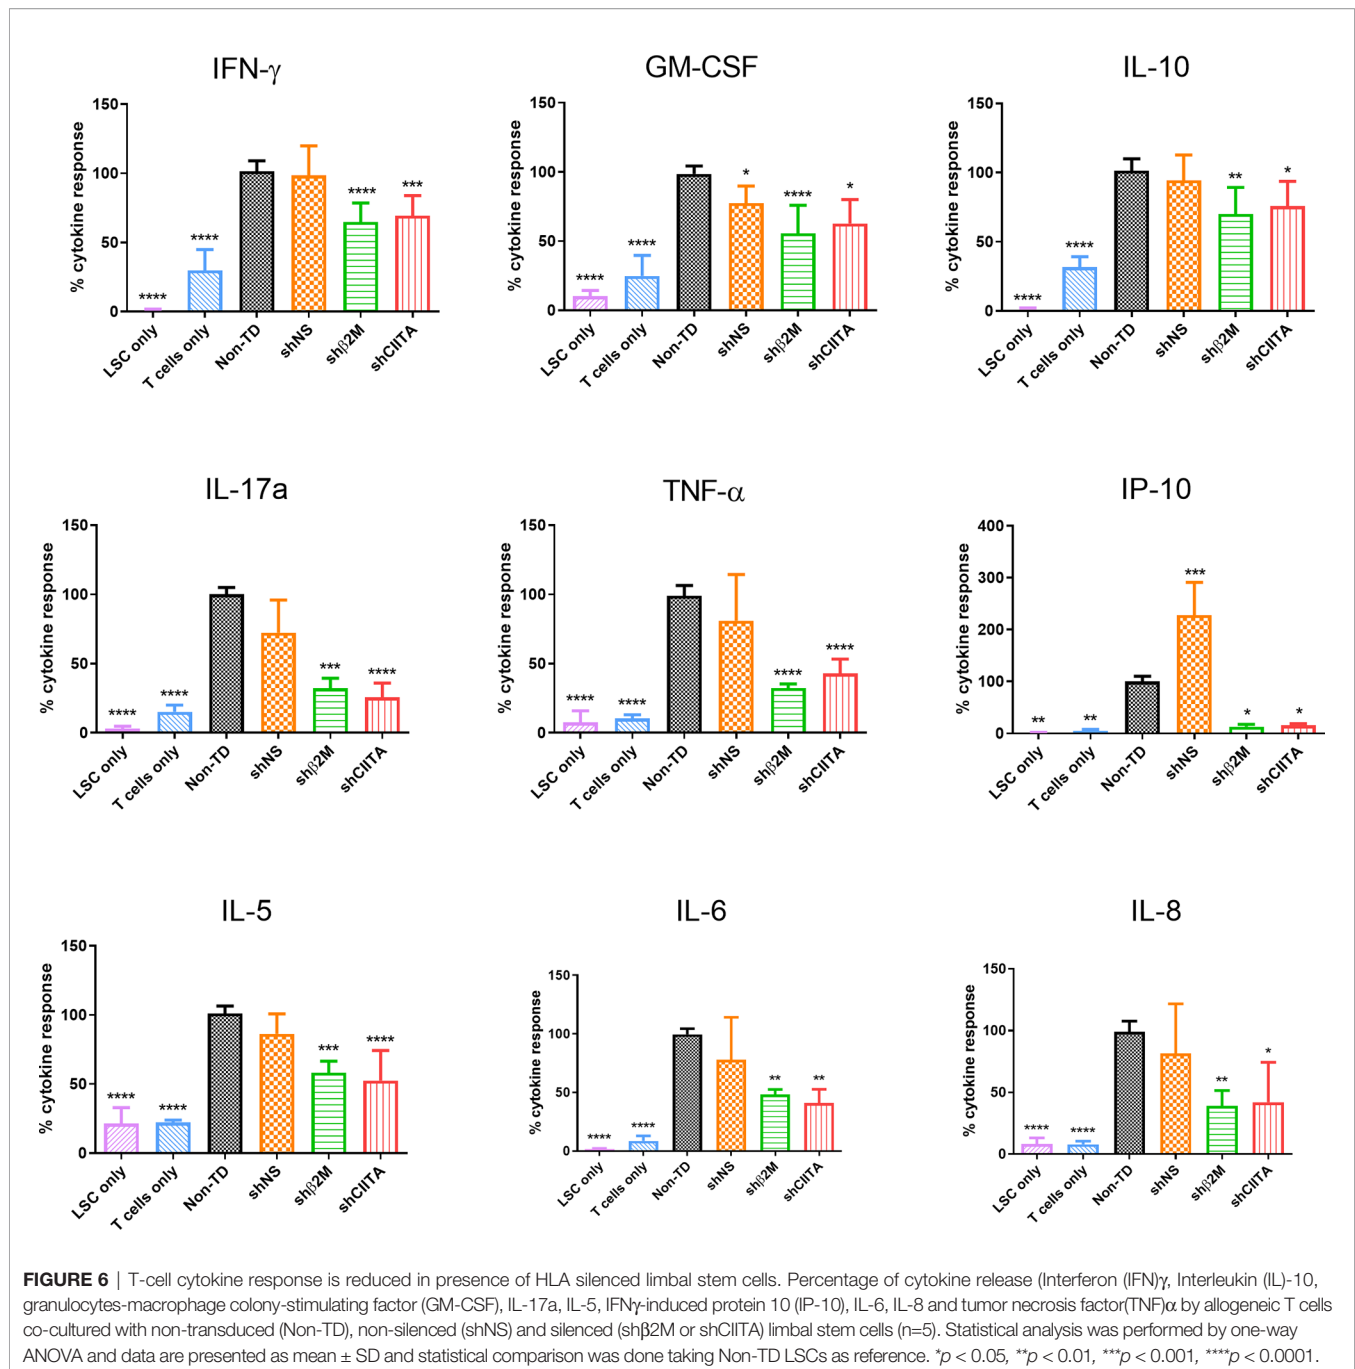 IFN-γ
% cytokine response
150
100
50
0
**** **** **** ***
LSC only
T cells only
Non-TD
shNS
shβ2M
shCIITA
GM-CSF
% cytokine response
150
100
50
0
**** **** * **** *
LSC only
T cells only
Non-TD
shNS
shβ2M
shCIITA
IL-10
% cytokine response
150
100
50
0
**** **** ** *
LSC only
T cells only
Non-TD
shNS
shβ2M
shCIITA
IL-17a
% cytokine response
150
100
50
0
**** **** *** ****
LSC only
T cells only
Non-TD
shNS
shβ2M
shCIITA
TNF-α
% cytokine response
150
100
50
0
**** **** **** ****
LSC only
T cells only
Non-TD
shNS
shβ2M
shCIITA
IP-10
% cytokine response
400
300
200
100
0
** ** *** * *
LSC only
T cells only
Non-TD
shNS
shβ2M
shCIITA
IL-5
% cytokine response
150
100
50
0
**** **** *** ****
LSC only
T cells only
Non-TD
shNS
shβ2M
shCIITA
IL-6
% cytokine response
150
100
50
0
**** **** ** **
LSC only
T cells only
Non-TD
shNS
shβ2M
shCIITA
IL-8
% cytokine response
150
100
50
0
**** **** ** *
LSC only
T cells only
Non-TD
shNS
shβ2M
shCIITA
FIGURE 6 | T-cell cytokine response is reduced in presence of HLA silenced limbal stem cells. Percentage of cytokine release (Interferon (IFN)γ, Interleukin (IL)-10,
granulocytes-macrophage colony-stimulating factor (GM-CSF), IL-17a, IL-5, IFNγ-induced protein 10 (IP-10), IL-6, IL-8 and tumor necrosis factor(TNF)α by allogeneic T cells
co-cultured with non-transduced (Non-TD), non-silenced (shNS) and silenced (shβ2M or shCIITA) limbal stem cells (n=5). Statistical analysis was performed by one-way
ANOVA and data are presented as mean ± SD and statistical comparison was done taking Non-TD LSCs as reference. *p < 0.05, **p < 0.01, ***p < 0.001, ****p < 0.0001.